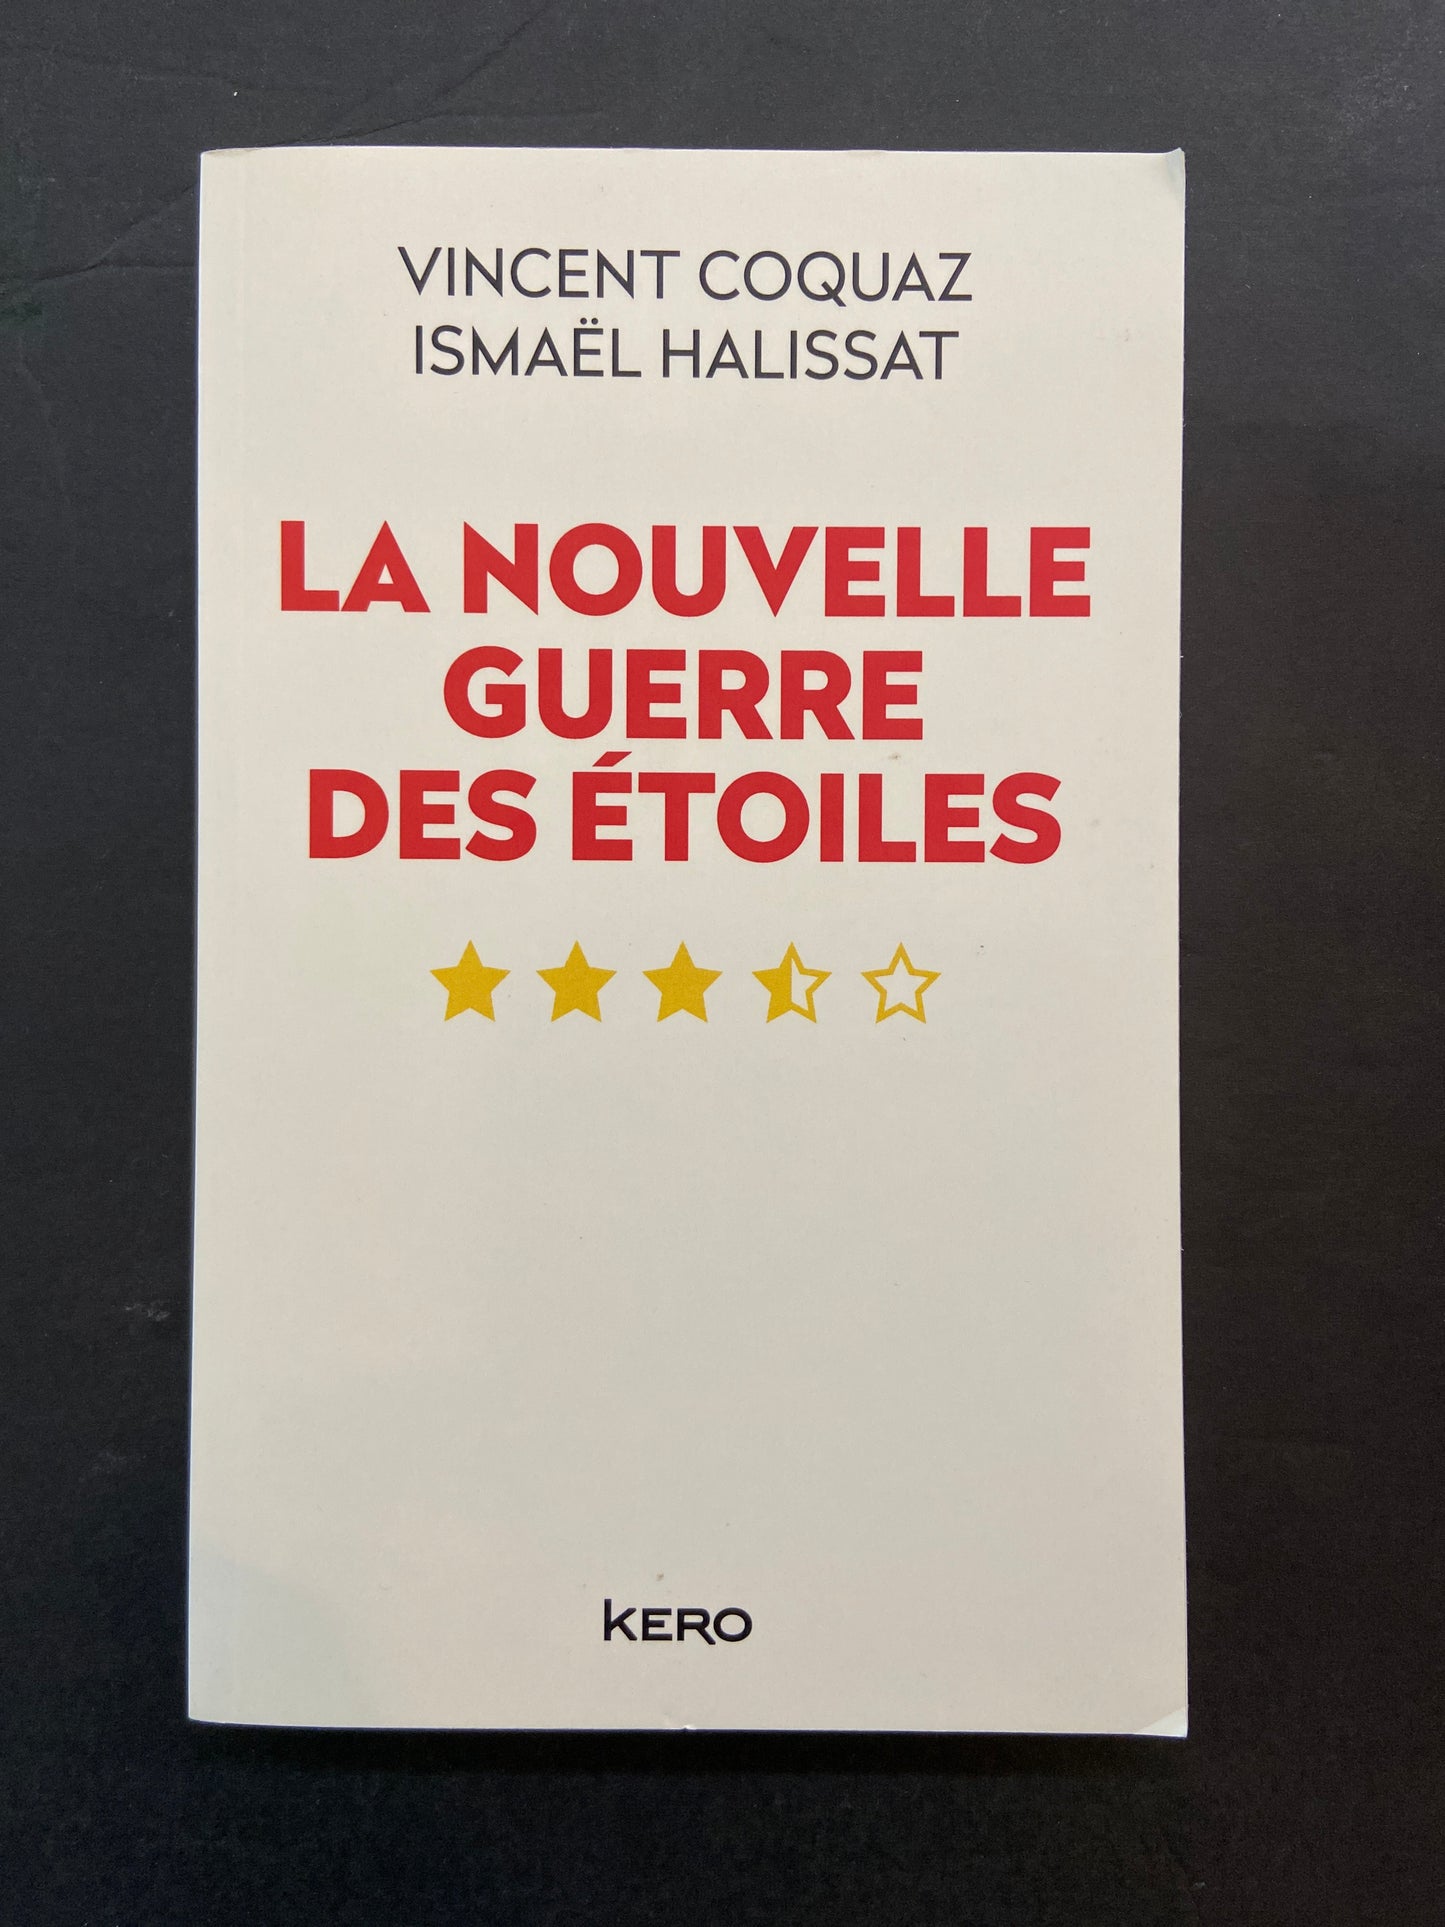 VINCENT COQUAZ
ISMAËL HALISSAT
LA NOUVELLE
GUERRE
DES ÉTOILES
KERO